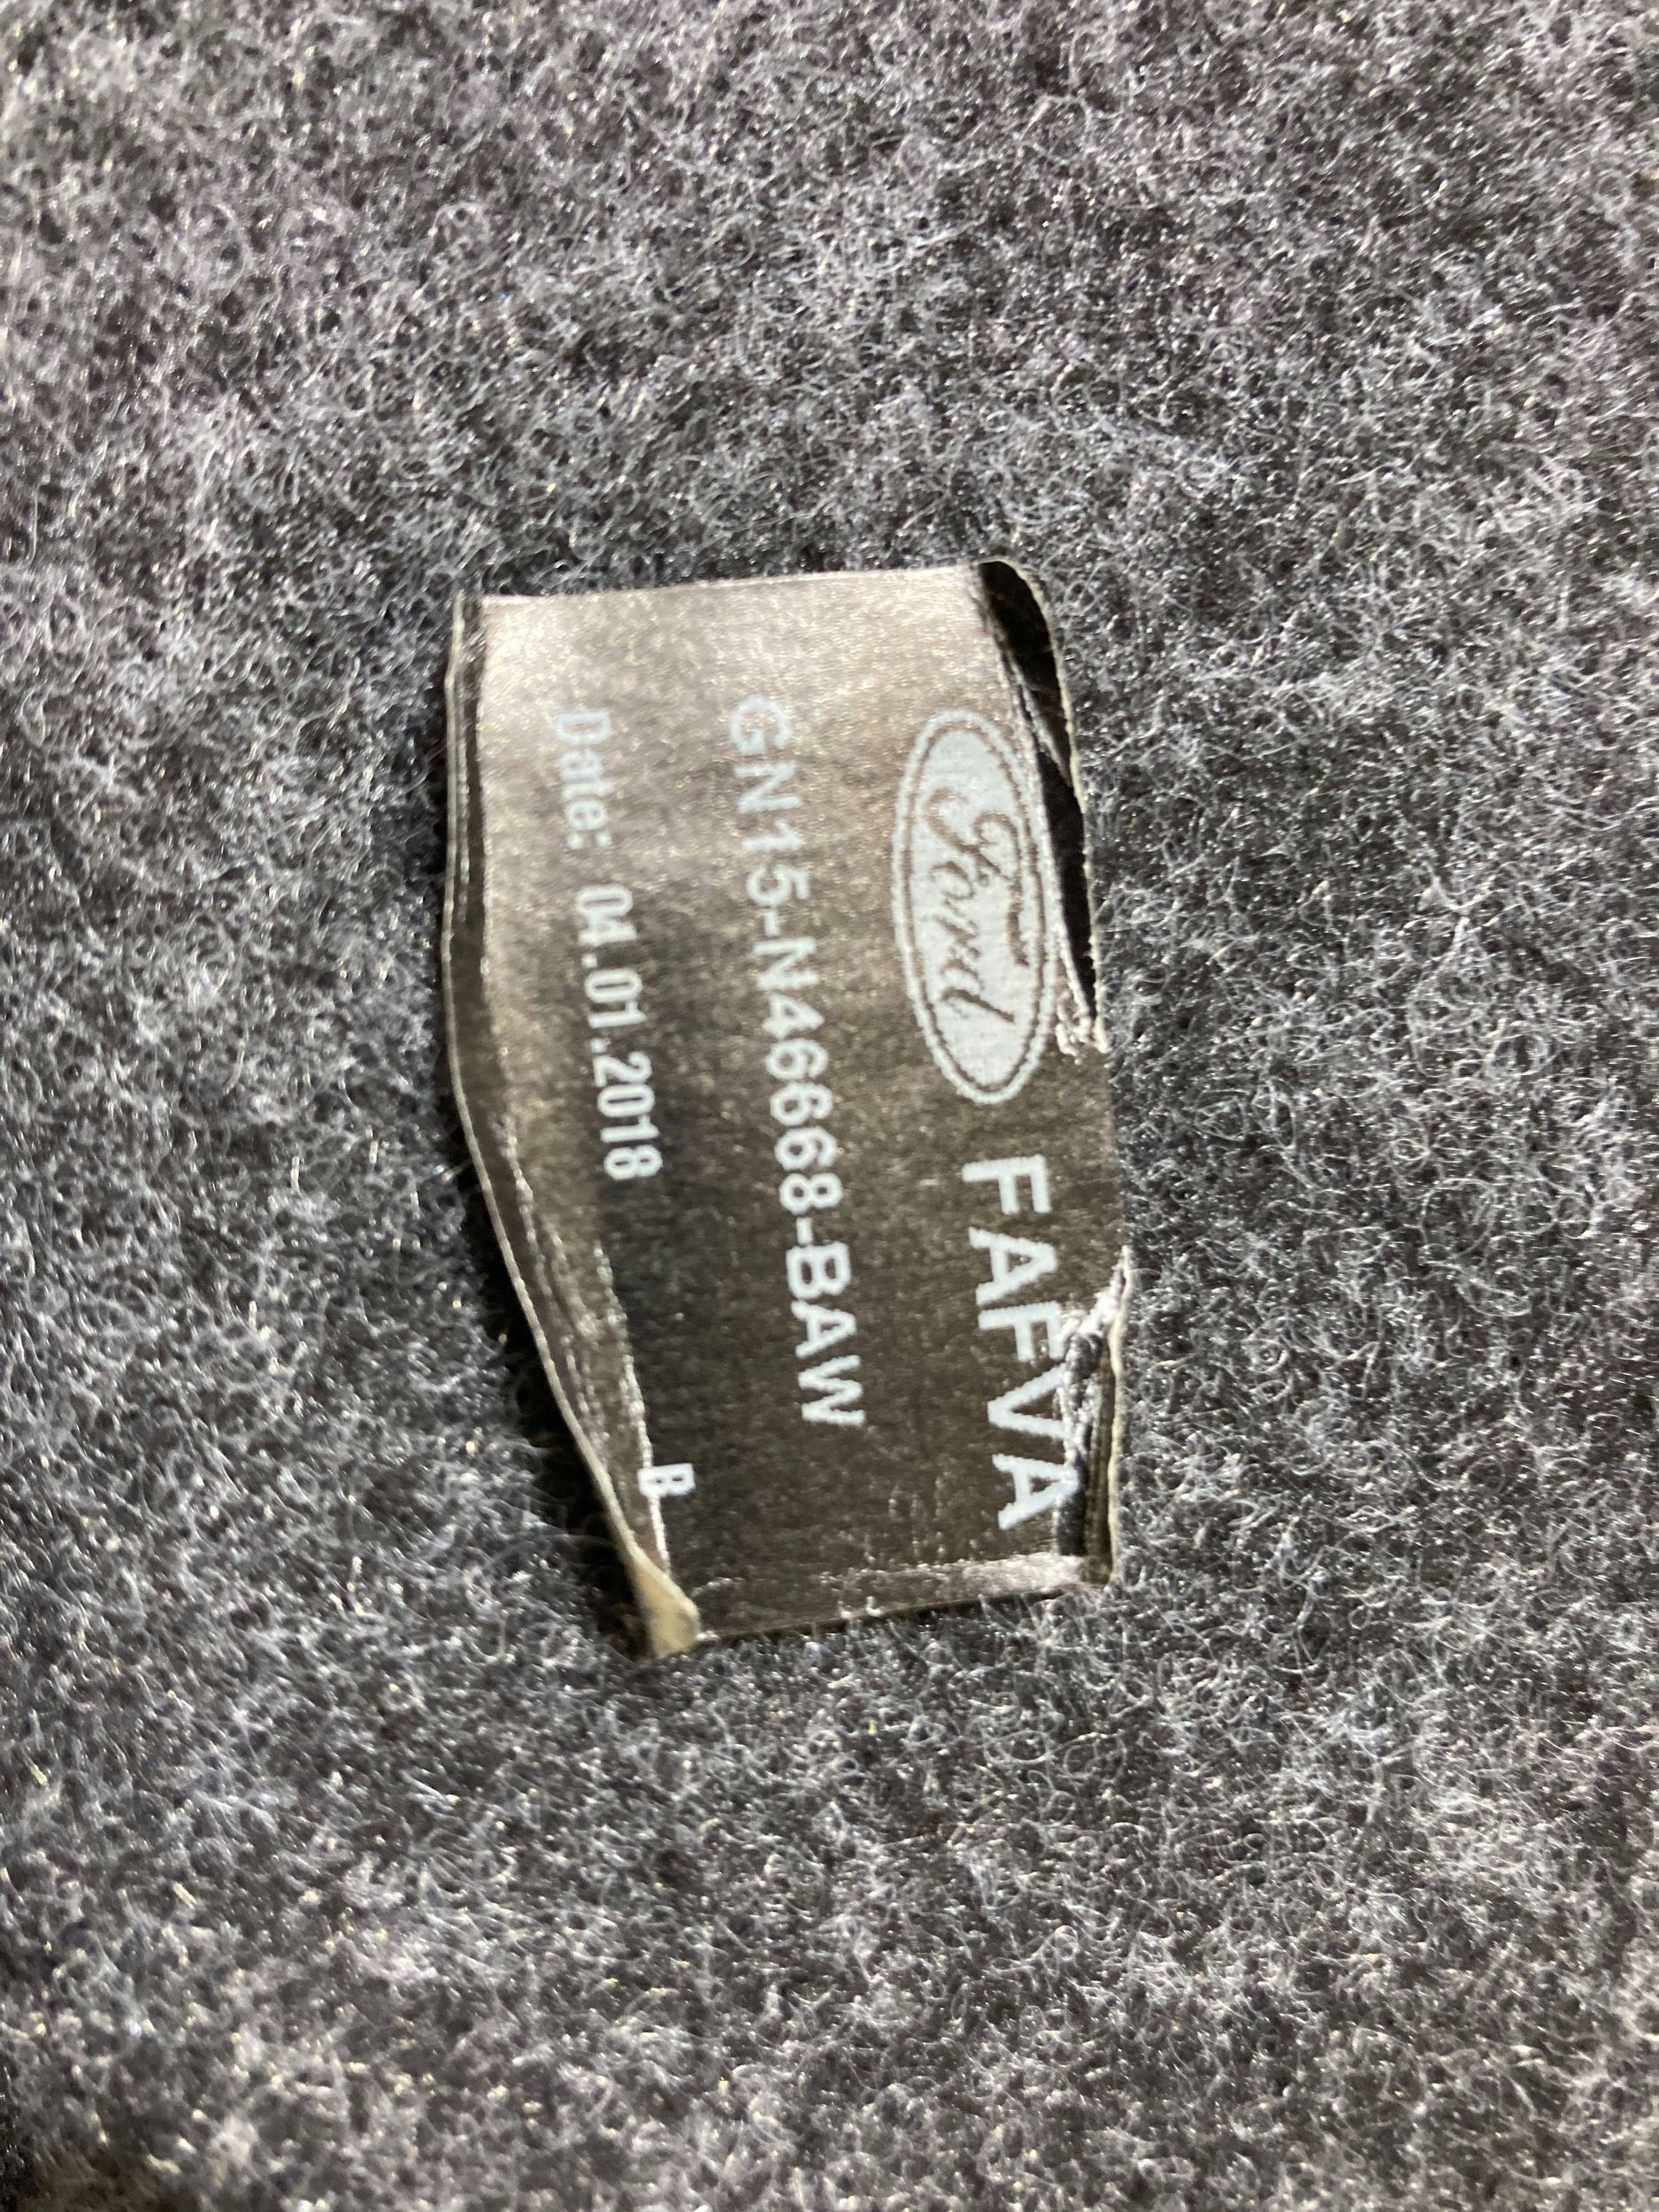 Ford FAFVA
GN15-N46668-BAW
Date: 04.01.2018 B